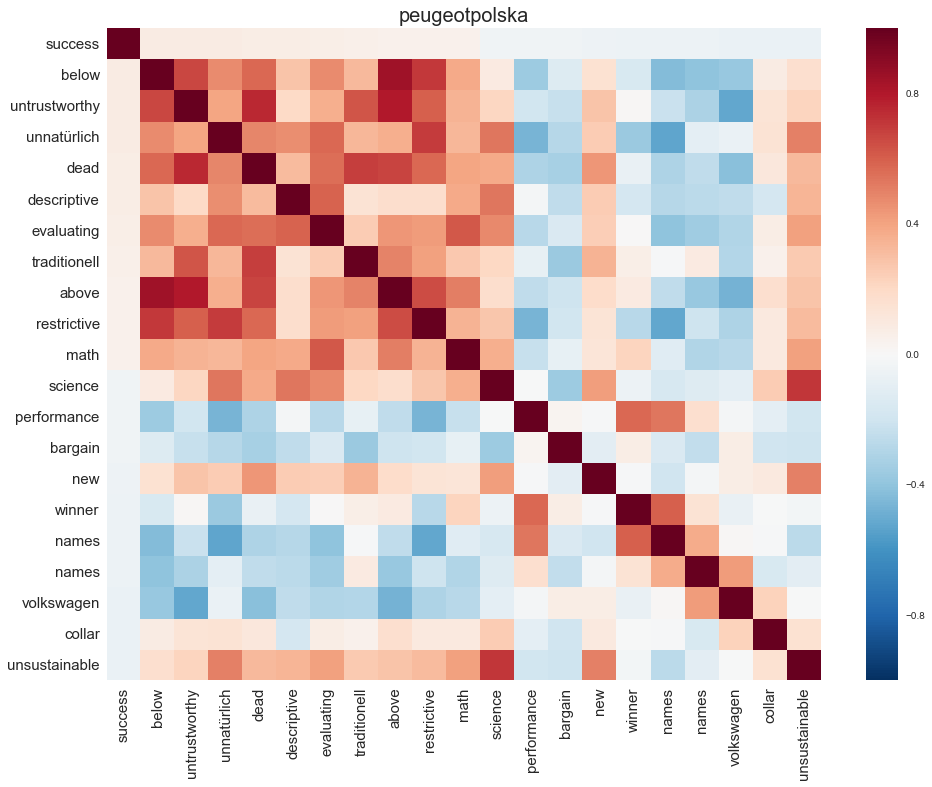 peugeotpolska
success
below
untrustworthy
unnatürlich
dead
descriptive
evaluating
traditionell
above
restrictive
math
science
performance
bargain
new
winner
names
names
volkswagen
collar
unsustainable
success
below
untrustworthy
unnatürlich
dead
descriptive
evaluating
traditionell
above
restrictive
math
science
performance
bargain
new
winner
names
names
volkswagen
collar
unsustainable
0.8
0.4
0.0
−0.4
−0.8